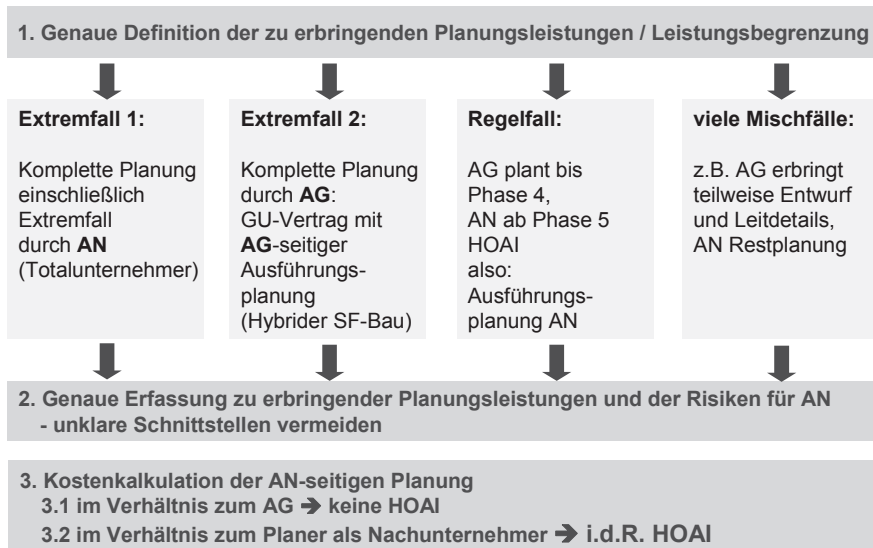 1. Genaue Definition der zu erbringenden Planungsleistungen / Leistungsbegrenzung
Extremfall 1:
Komplette Planung
einschließlich
Extremfall
durch AN
(Totalunternehmer)
Extremfall 2:
Komplette Planung
durch AG:
GU-Vertrag mit
AG-seitiger
Ausführungs-
planung
(Hybrider SF-Bau)
Regelfall:
AG plant bis
Phase 4,
AN ab Phase 5
HOAI
also:
Ausführungs-
planung AN
viele Mischfälle:
z.B. AG erbringt
teilweise Entwurf
und Leitdetails,
AN Restplanung
2. Genaue Erfassung zu erbringender Planungsleistungen und der Risiken für AN
- unklare Schnittstellen vermeiden
3. Kostenkalkulation der AN-seitigen Planung
3.1 im Verhältnis zum AG ➔ keine HOAI
3.2 im Verhältnis zum Planer als Nachunternehmer ➔ i.d.R. HOAI